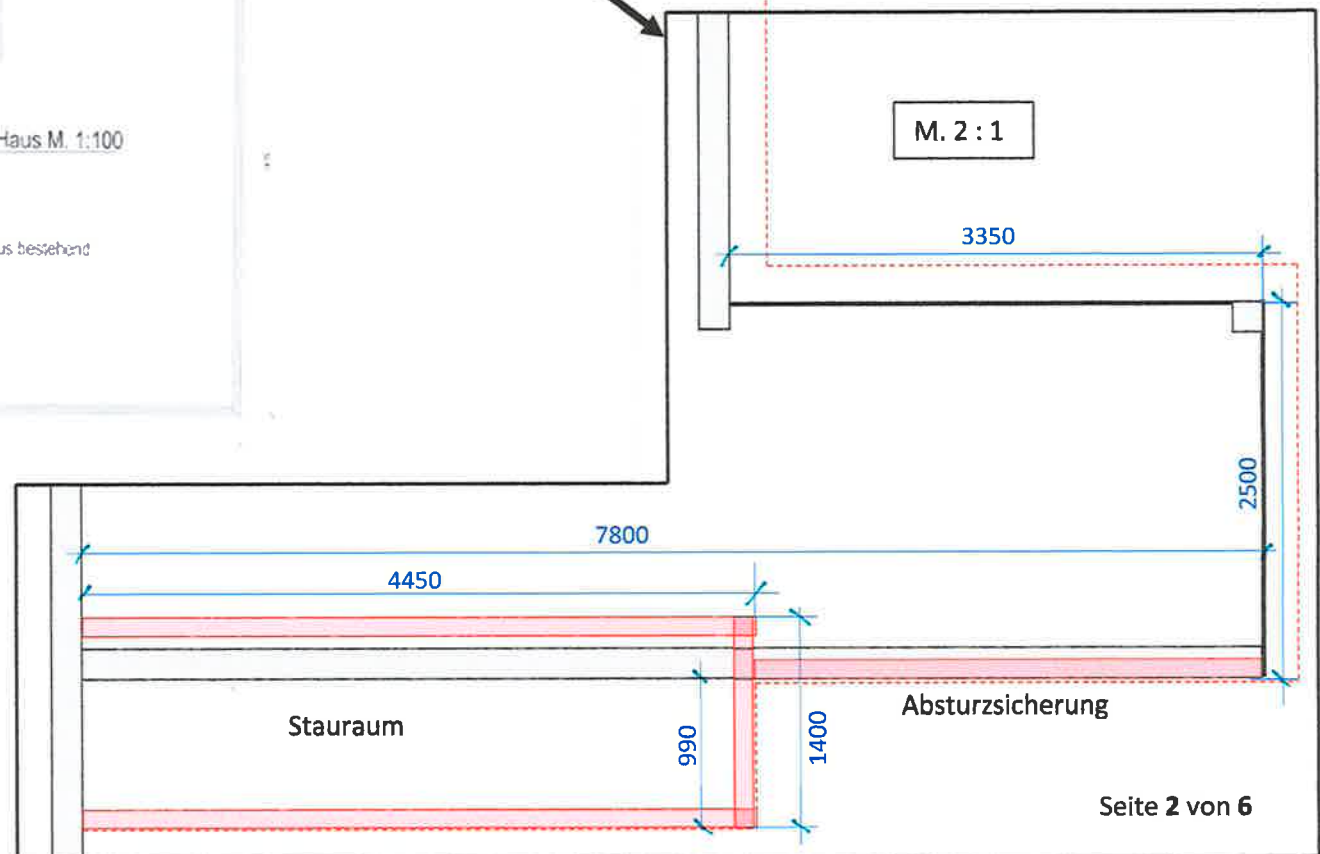 Haus M. 1:100
us bestehend
M. 2 : 1
3350
2500
7800
4450
Stauraum
990
1400
Absturzsicherung
Seite 2 von 6